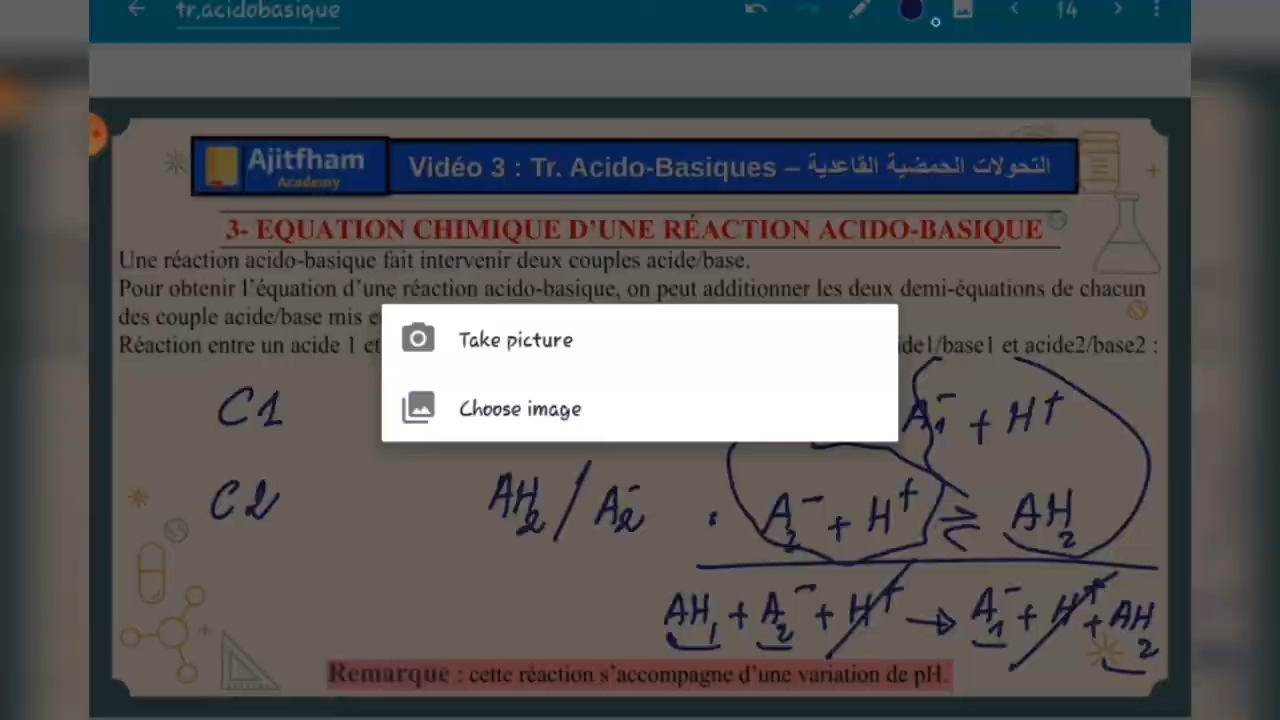 tr.acidobasique
14
Ajitfham
Academy
Vidéo 3 : Tr. Acido-Basiques – التحولات الحمضية القاعدية
3- EQUATION CHIMIQUE D'UNE RÉACTION ACIDO-BASIQUE
Une réaction acido-basique fait intervenir deux couples acide/base.
Pour obtenir l'équation d'une réaction acido-basique, on peut additionner les deux demi-équations de chacun
des couple acide/base mis
Réaction entre un acide 1 et
ide1/base1 et acide2/base2 :
Take picture
Choose image
C1
A₁⁻ + H⁺
C2 AH₂ / A₂⁻ : A₂⁻ + H⁺ ⇌ AH₂
AH₁ + A₂⁻ + H⁺ → A₁⁻ + H⁺ + AH₂
Remarque : cette réaction s'accompagne d'une variation de pH.